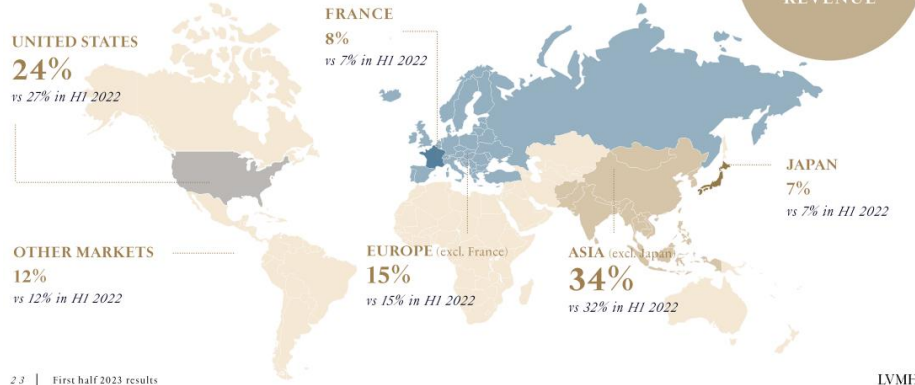 REVENUE
FRANCE
8%
vs 7% in H1 2022
UNITED STATES
24%
vs 27% in H1 2022
JAPAN
7%
vs 7% in H1 2022
OTHER MARKETS
12%
vs 12% in H1 2022
EUROPE (excl. France)
15%
vs 15% in H1 2022
ASIA (excl. Japan)
34%
vs 32% in H1 2022
23 | First half 2023 results
LVMH